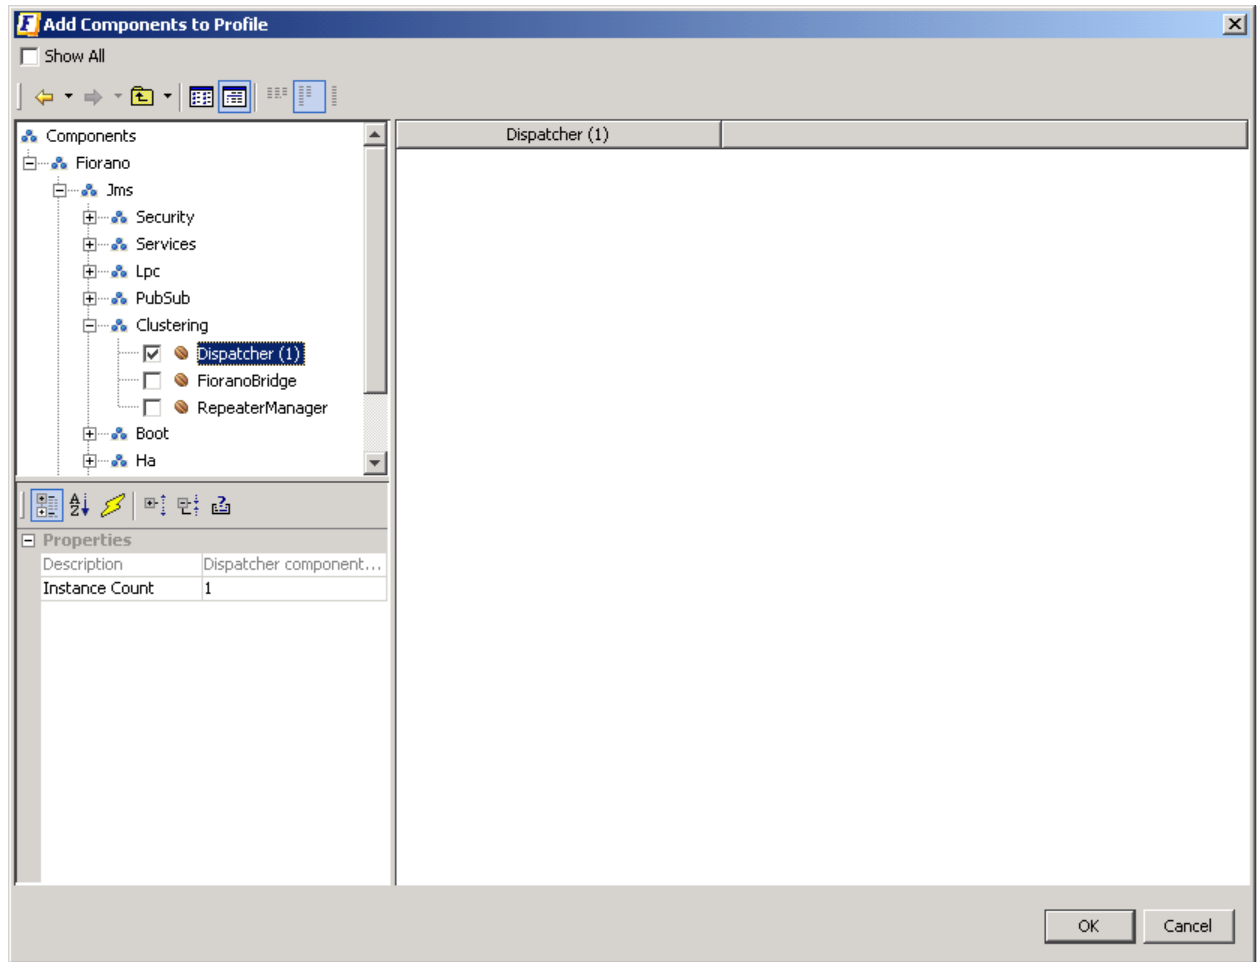 Add Components to Profile
Show All
Components
Fiorano
Jms
Security
Services
Lpc
PubSub
Clustering
Dispatcher (1)
FioranoBridge
RepeaterManager
Boot
Ha
Dispatcher (1)
Properties
Description Dispatcher component...
Instance Count 1
OK Cancel